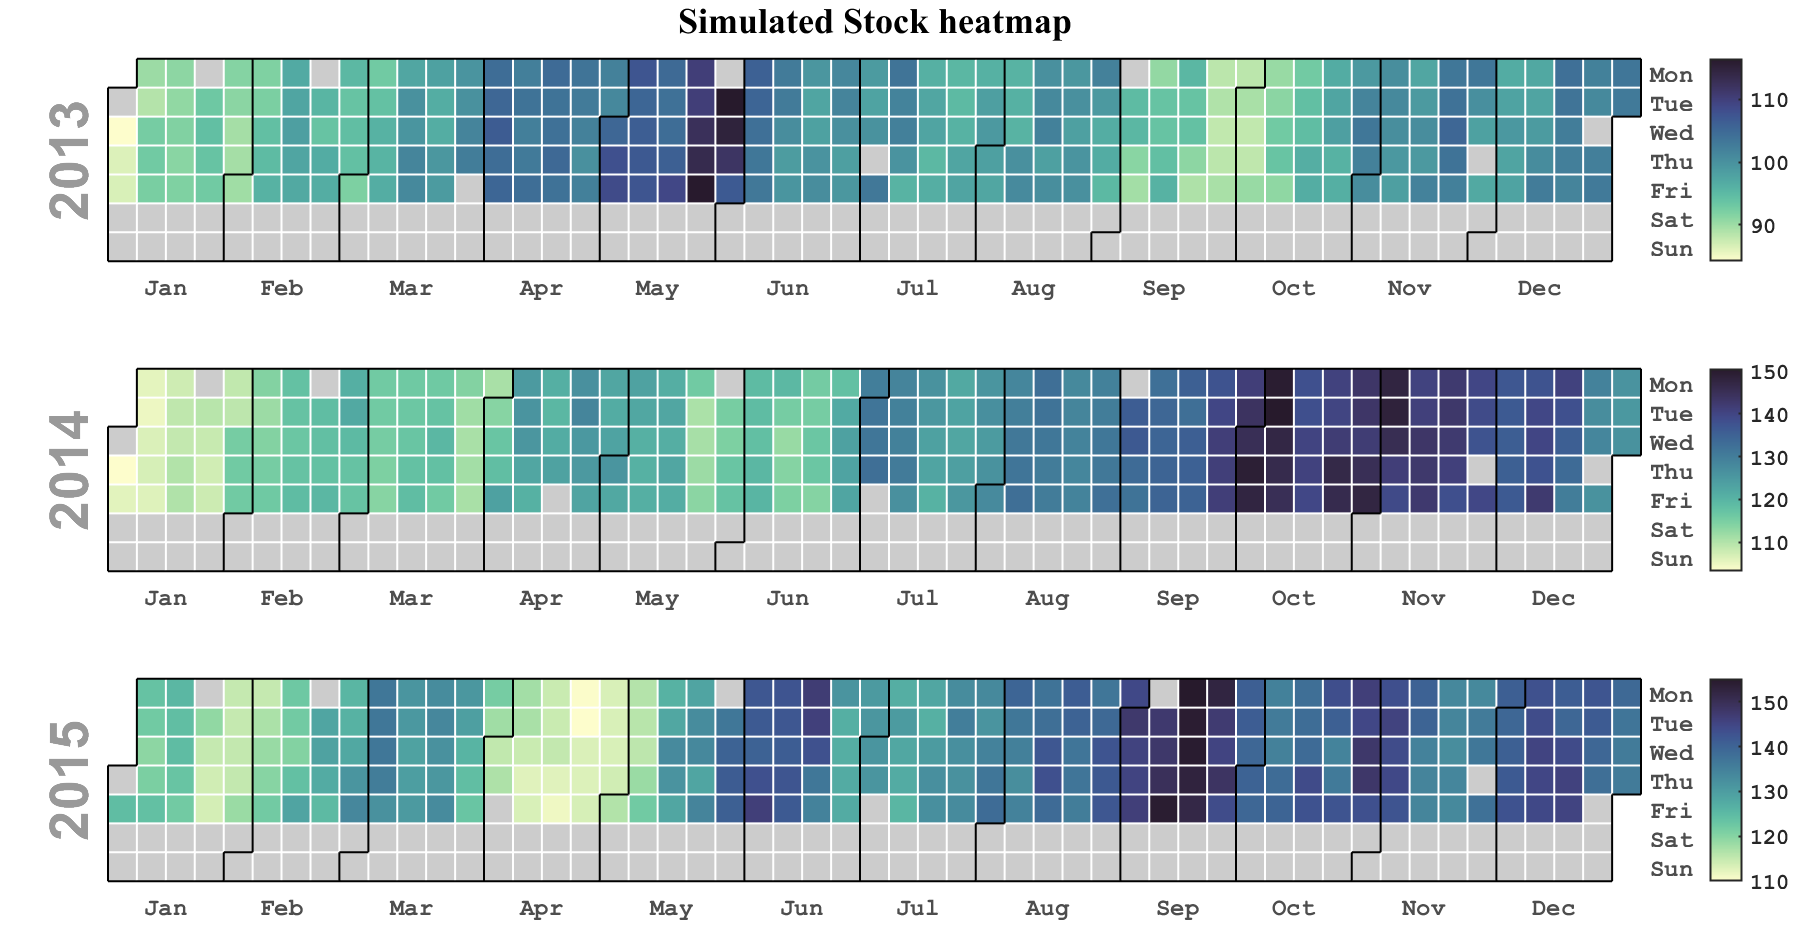 Simulated Stock heatmap
2013
Mon
Tue
Wed
Thu
Fri
Sat
Sun
110
100
90
Jan Feb Mar Apr May Jun Jul Aug Sep Oct Nov Dec
2014
Mon
Tue
Wed
Thu
Fri
Sat
Sun
150
140
130
120
110
Jan Feb Mar Apr May Jun Jul Aug Sep Oct Nov Dec
2015
Mon
Tue
Wed
Thu
Fri
Sat
Sun
150
140
130
120
110
Jan Feb Mar Apr May Jun Jul Aug Sep Oct Nov Dec